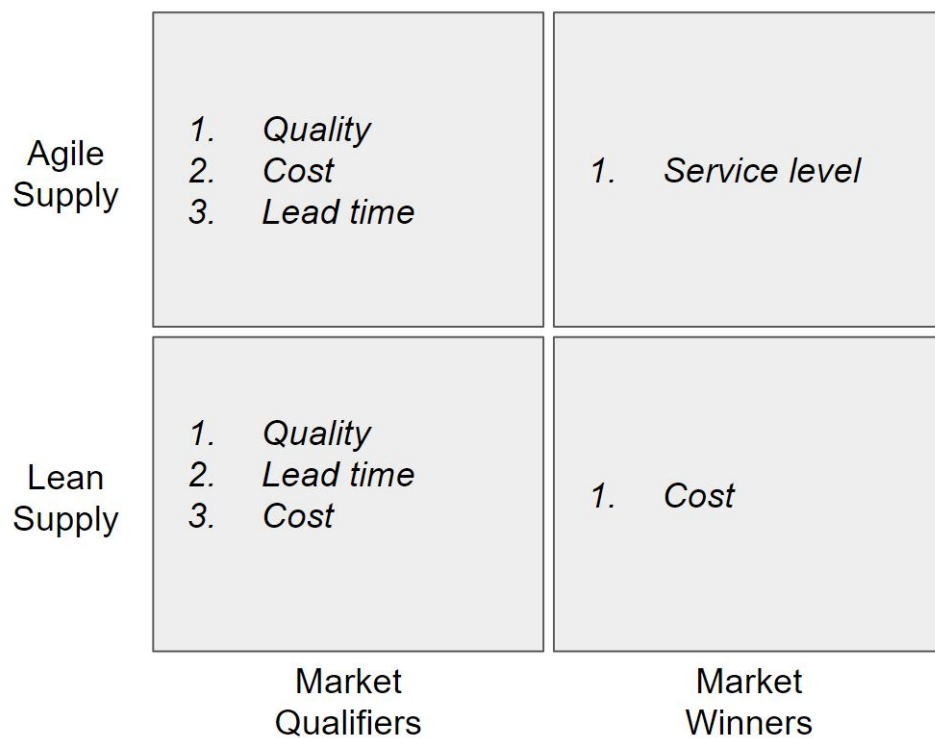 Agile
Supply
1. Quality
2. Cost
3. Lead time
1. Service level
Lean
Supply
1. Quality
2. Lead time
3. Cost
1. Cost
Market
Qualifiers
Market
Winners